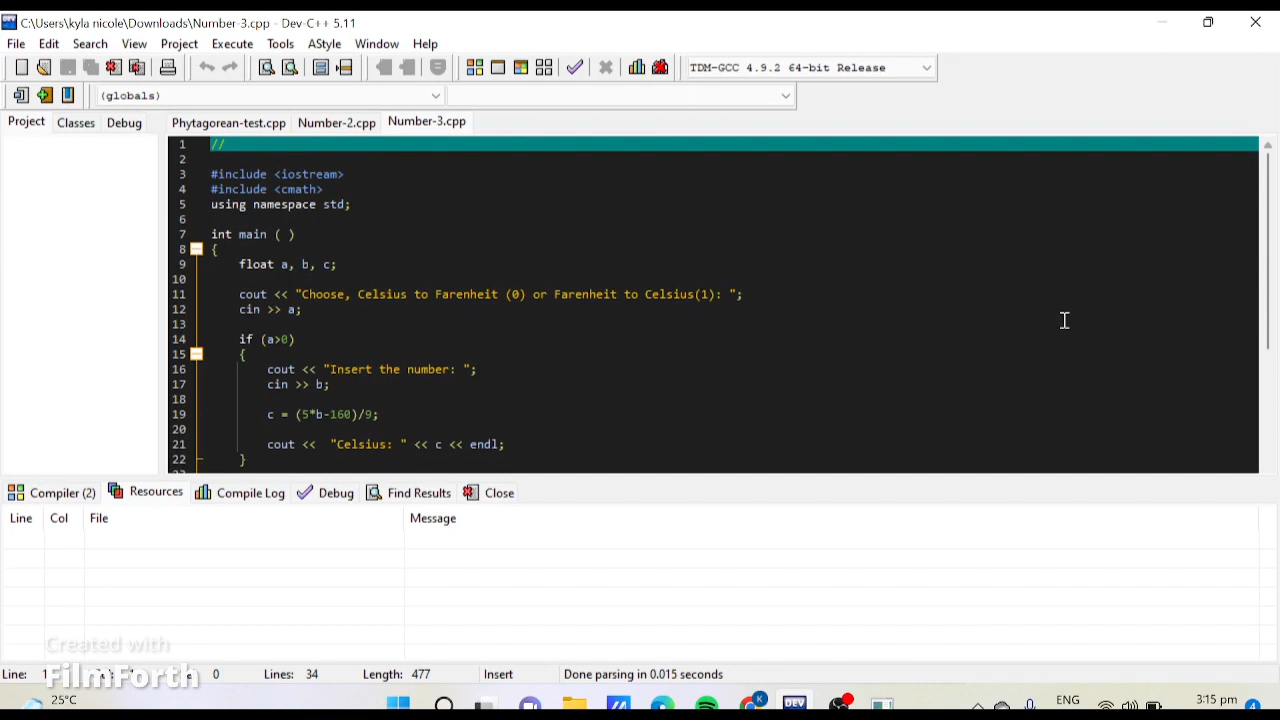 C:\Users\kyla nicole\Downloads\Number-3.cpp - Dev-C++ 5.11
File Edit Search View Project Execute Tools AStyle Window Help
TDM-GCC 4.9.2 64-bit Release
(globals)
Project Classes Debug Phytagorean-test.cpp Number-2.cpp Number-3.cpp
1 //
2
3 #include <iostream>
4 #include <cmath>
5 using namespace std;
6
7 int main ( )
8 {
9 float a, b, c;
10
11 cout << "Choose, Celsius to Farenheit (0) or Farenheit to Celsius(1): ";
12 cin >> a;
13
14 if (a>0)
15 {
16 cout << "Insert the number: ";
17 cin >> b;
18
19 c = (5*b-160)/9;
20
21 cout << "Celsius: " << c << endl;
22 }
Compiler (2) Resources Compile Log Debug Find Results Close
Line Col File Message
Created with
FilmForth
Line: 0 Lines: 34 Length: 477 Insert Done parsing in 0.015 seconds
25°C K DEV ENG 3:15 pm 4